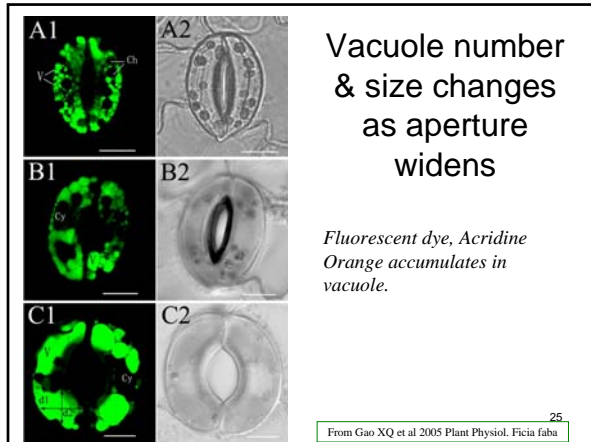 A1
V
Ch
A2
B1
Cy
V
B2
C1
V
Cy
d1
d2
C2
Vacuole number
& size changes
as aperture
widens
Fluorescent dye, Acridine
Orange accumulates in
vacuole.
25
From Gao XQ et al 2005 Plant Physiol. Ficia faba